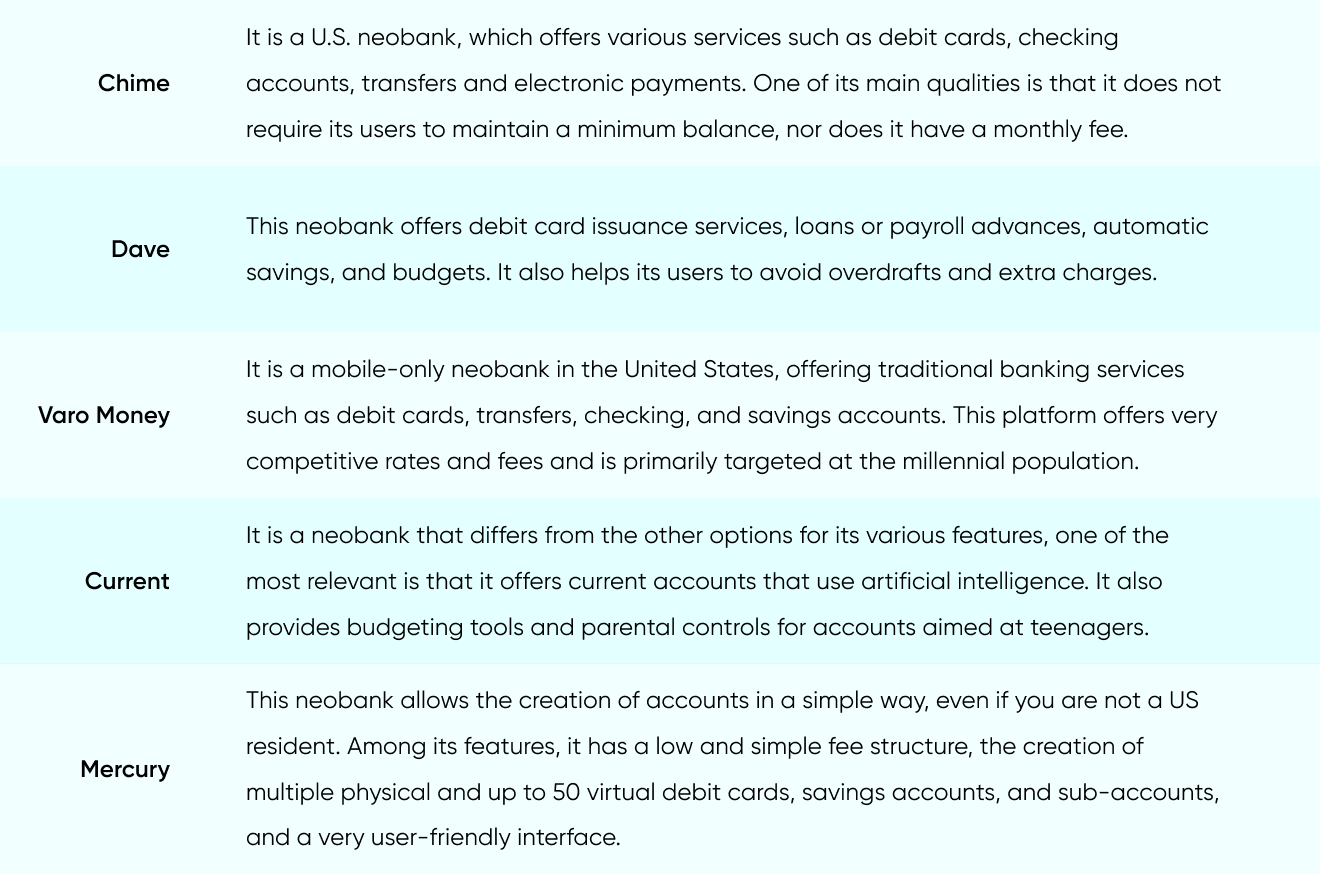 Chime
It is a U.S. neobank, which offers various services such as debit cards, checking
accounts, transfers and electronic payments. One of its main qualities is that it does not
require its users to maintain a minimum balance, nor does it have a monthly fee.
Dave
This neobank offers debit card issuance services, loans or payroll advances, automatic
savings, and budgets. It also helps its users to avoid overdrafts and extra charges.
Varo Money
It is a mobile-only neobank in the United States, offering traditional banking services
such as debit cards, transfers, checking, and savings accounts. This platform offers very
competitive rates and fees and is primarily targeted at the millennial population.
Current
It is a neobank that differs from the other options for its various features, one of the
most relevant is that it offers current accounts that use artificial intelligence. It also
provides budgeting tools and parental controls for accounts aimed at teenagers.
Mercury
This neobank allows the creation of accounts in a simple way, even if you are not a US
resident. Among its features, it has a low and simple fee structure, the creation of
multiple physical and up to 50 virtual debit cards, savings accounts, and sub-accounts,
and a very user-friendly interface.